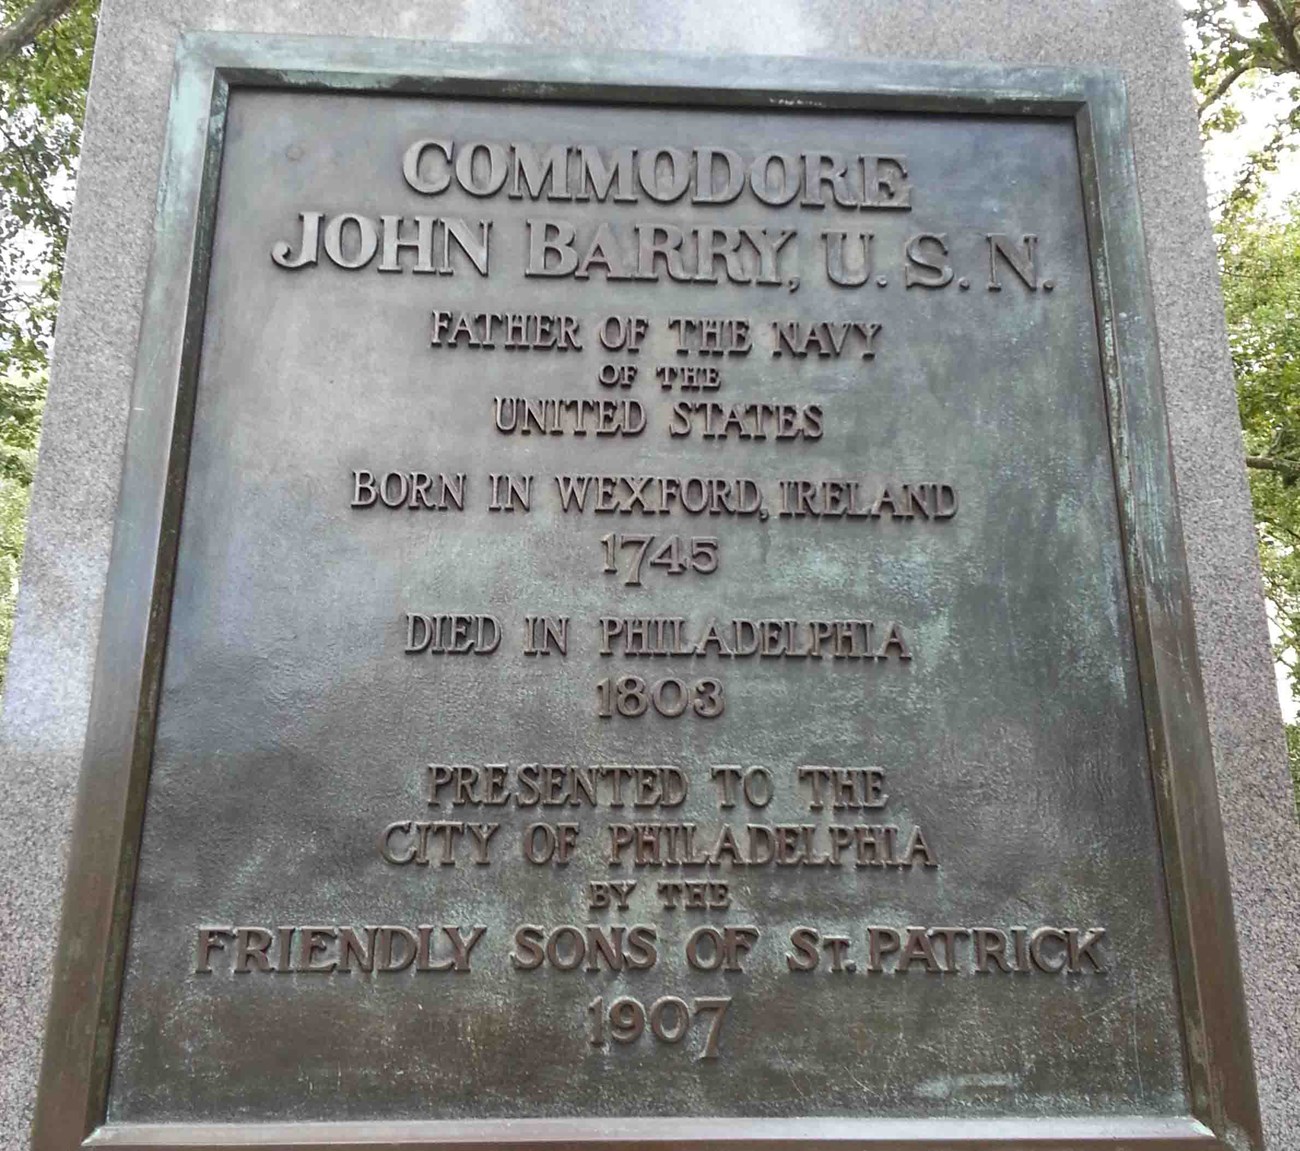 COMMODORE
JOHN BARRY, U.S.N.
FATHER OF THE NAVY
OF THE
UNITED STATES
BORN IN WEXFORD, IRELAND
1745
DIED IN PHILADELPHIA
1803
PRESENTED TO THE
CITY OF PHILADELPHIA
BY THE
FRIENDLY SONS OF ST. PATRICK
1907